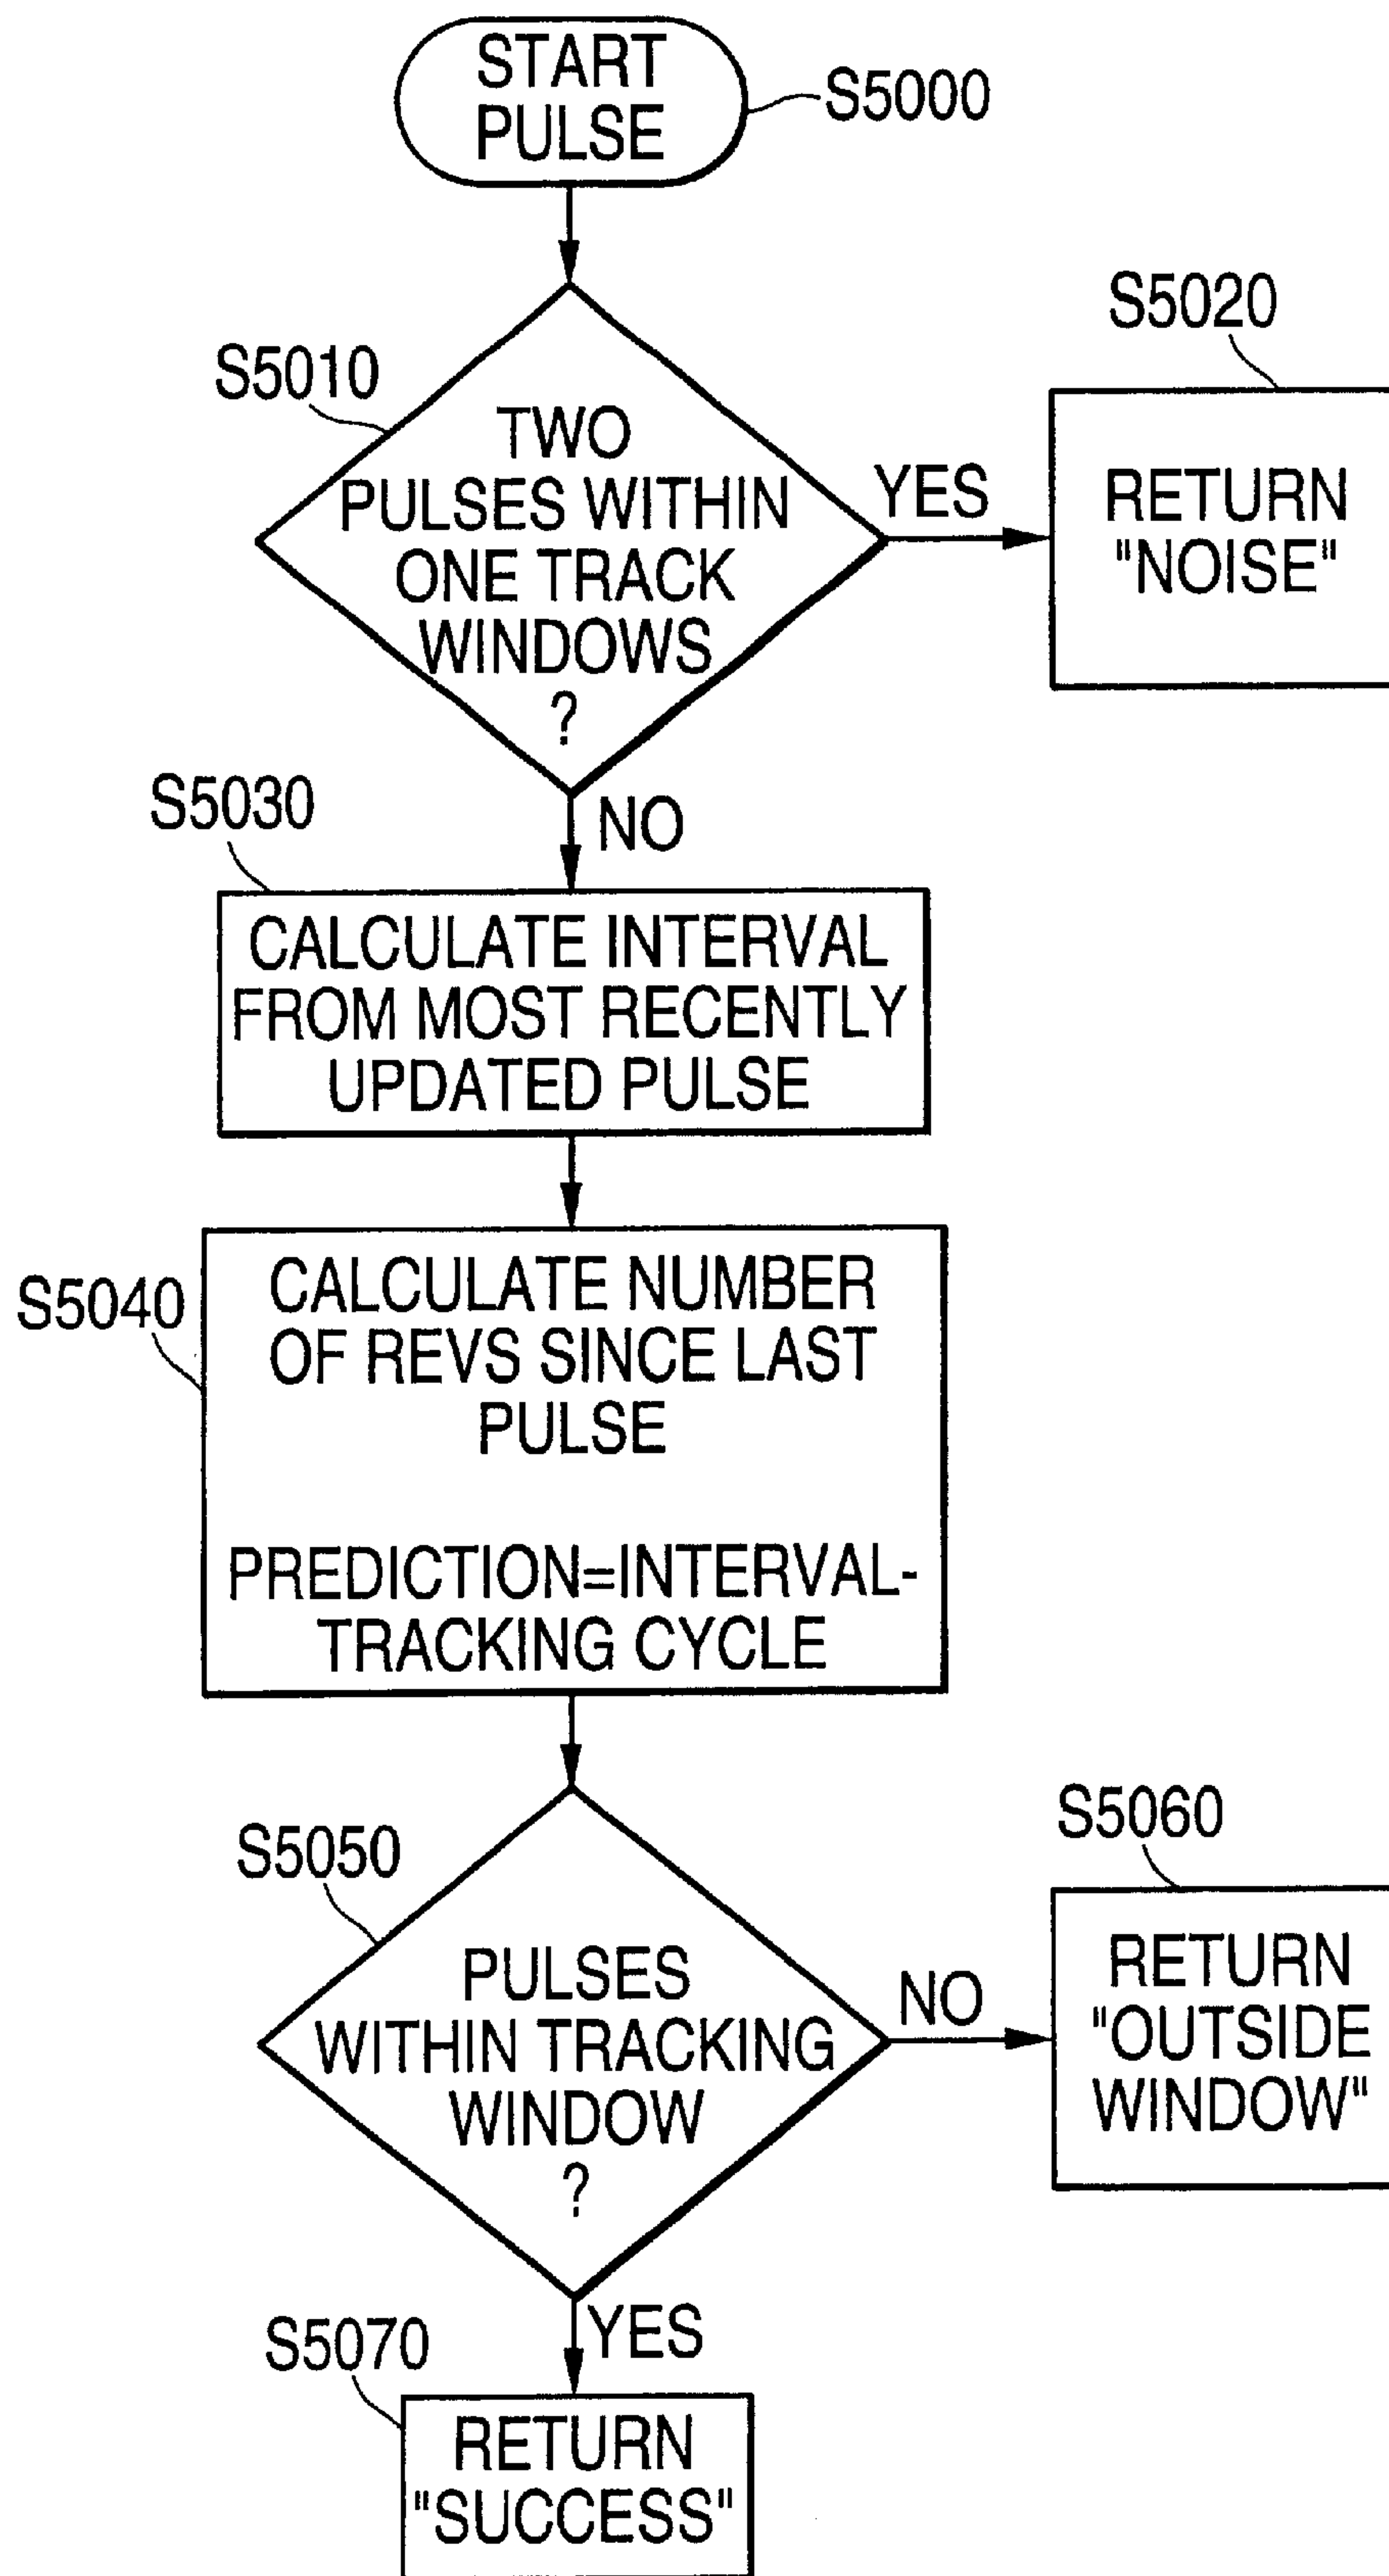 START
PULSE
S5000
S5010
TWO
PULSES WITHIN
ONE TRACK
WINDOWS
?
YES
S5020
RETURN
"NOISE"
NO
S5030
CALCULATE INTERVAL
FROM MOST RECENTLY
UPDATED PULSE
S5040
CALCULATE NUMBER
OF REVS SINCE LAST
PULSE
PREDICTION=INTERVAL-
TRACKING CYCLE
S5050
PULSES
WITHIN TRACKING
WINDOW
?
NO
S5060
RETURN
"OUTSIDE
WINDOW"
YES
S5070
RETURN
"SUCCESS"